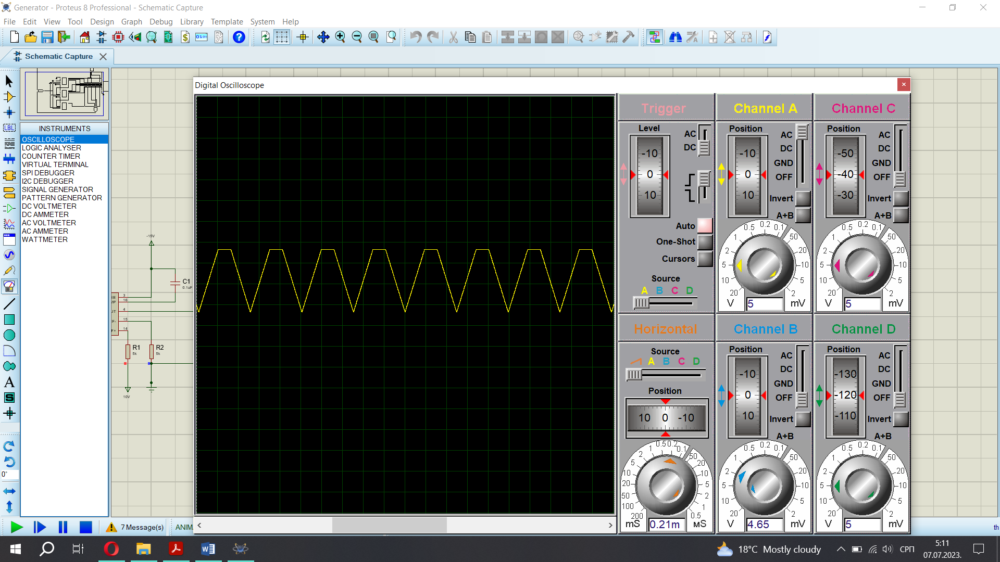 Generator - Proteus 8 Professional - Schematic Capture
File Edit View Tool Design Graph Debug Library Template System Help
Schematic Capture
INSTRUMENTS
OSCILLOSCOPE
LOGIC ANALYSER
COUNTER TIMER
VIRTUAL TERMINAL
SPI DEBUGGER
I2C DEBUGGER
SIGNAL GENERATOR
PATTERN GENERATOR
DC VOLTMETER
DC AMMETER
AC VOLTMETER
AC AMMETER
WATTMETER
LBL
A
S
0°
-15V
C1
0.1uF
EE 3
MP 16
UT 4
15
14
R1
5k
R2
5k
10V
Digital Oscilloscope
Trigger
Level
-10
0
10
AC
DC
Auto
One-Shot
Cursors
Source
A B C D
Channel A
Position
-10
0
10
AC
DC
GND
OFF
Invert
A+B
20 10 5 2 1 0.5 0.2 0.1 50 20 10 5 2
V 5 mV
Channel C
Position
-50
-40
-30
AC
DC
GND
OFF
Invert
A+B
20 10 5 2 1 0.5 0.2 0.1 50 20 10 5 2
V 5 mV
Horizontal
Source
A B C D
Position
10 0 -10
200 100 50 20 10 5 2 1 0.5 0.2 0.1 50 20 10 5 2 1 0.5
mS 0.21m мS
Channel B
Position
-10
0
10
AC
DC
GND
OFF
Invert
A+B
20 10 5 2 1 0.5 0.2 0.1 50 20 10 5 2
V 4.65 mV
Channel D
Position
-130
-120
-110
AC
DC
GND
OFF
Invert
A+B
20 10 5 2 1 0.5 0.2 0.1 50 20 10 5 2
V 5 mV
7 Message(s)
ANIM
th
18°C Mostly cloudy
СРП
5:11
07.07.2023.